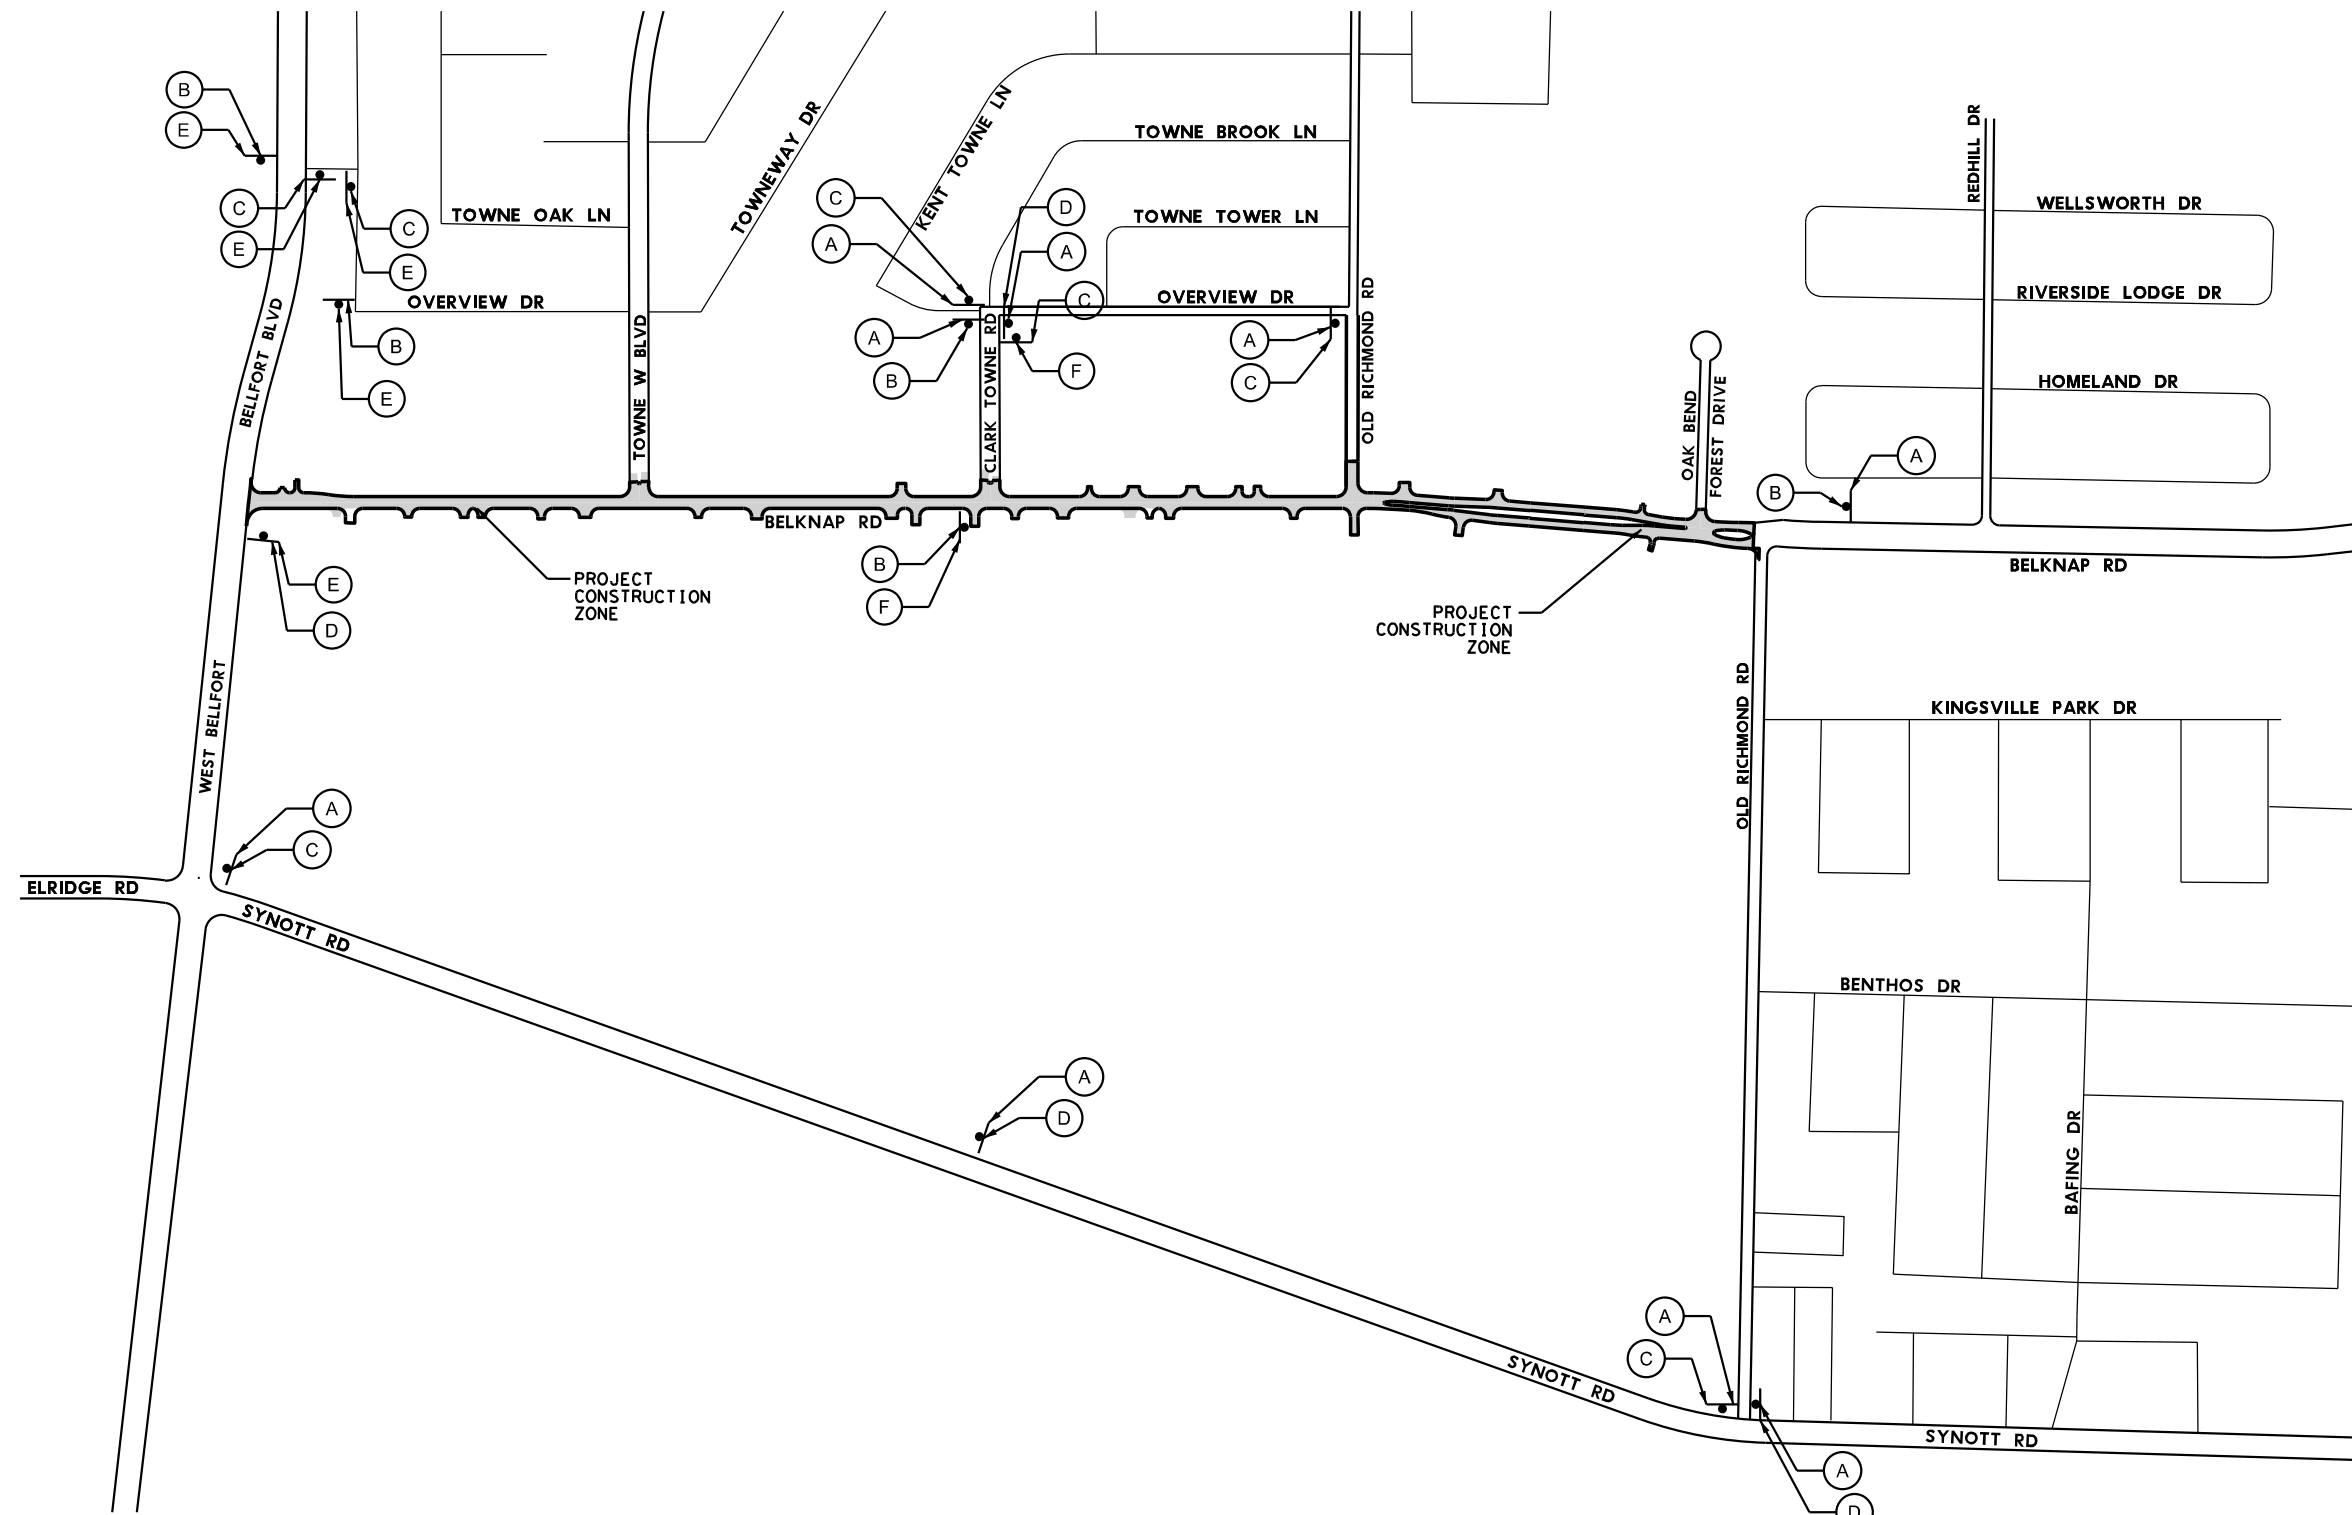 B
E
REDHILL DR
TOWNEWAY DR
KENT TOWNE LN
TOWNE BROOK LN
C
C
E
C
E
TOWNE OAK LN
C
A
D
A
TOWNE TOWER LN
WELLSWORTH DR
OVERVIEW DR
C
OVERVIEW DR
RIVERSIDE LODGE DR
BELLFORT BLVD
B
E
TOWNE W BLVD
A
B
CLARK TOWNE RD
F
A
C
OLD RICHMOND RD
OAK BEND
FOREST DRIVE
HOMELAND DR
A
B
BELKNAP RD
BELKNAP RD
E
D
PROJECT
CONSTRUCTION
ZONE
B
F
PROJECT
CONSTRUCTION
ZONE
WEST BELLFORT
OLD RICHMOND RD
KINGSVILLE PARK DR
A
C
ELRIDGE RD
SYNOTT RD
BENTHOS DR
A
D
BAFING DR
A
C
SYNOTT RD
SYNOTT RD
A